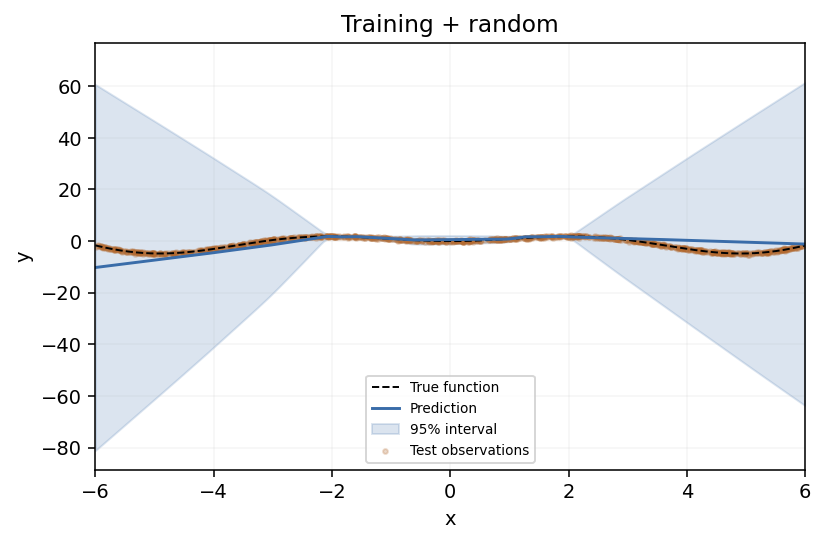 Training + random
60
40
20
0
−20
−40
−60
−80
y
True function
Prediction
95% interval
Test observations
−6
−4
−2
0
2
4
6
x